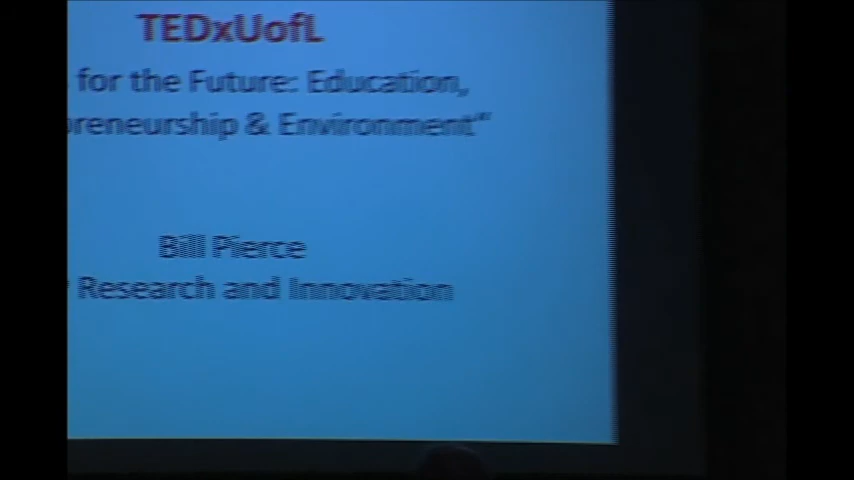 TEDxUofL
for the Future: Education,
preneurship & Environment"
Bill Pierce
Research and Innovation